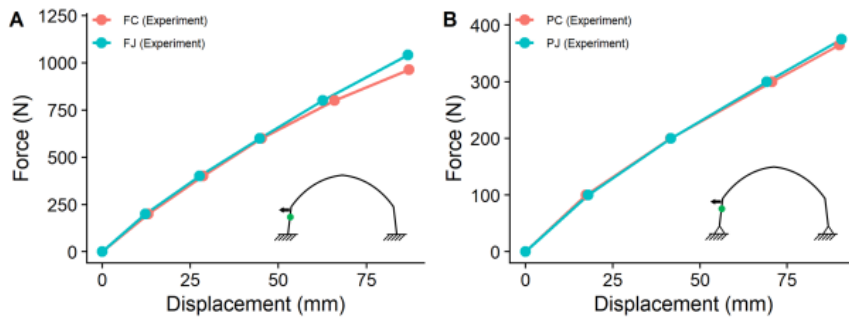 A
FC (Experiment)
FJ (Experiment)
1250
1000
750
500
250
0
Force (N)
0 25 50 75
Displacement (mm)
B
PC (Experiment)
PJ (Experiment)
400
300
200
100
0
Force (N)
0 25 50 75
Displacement (mm)